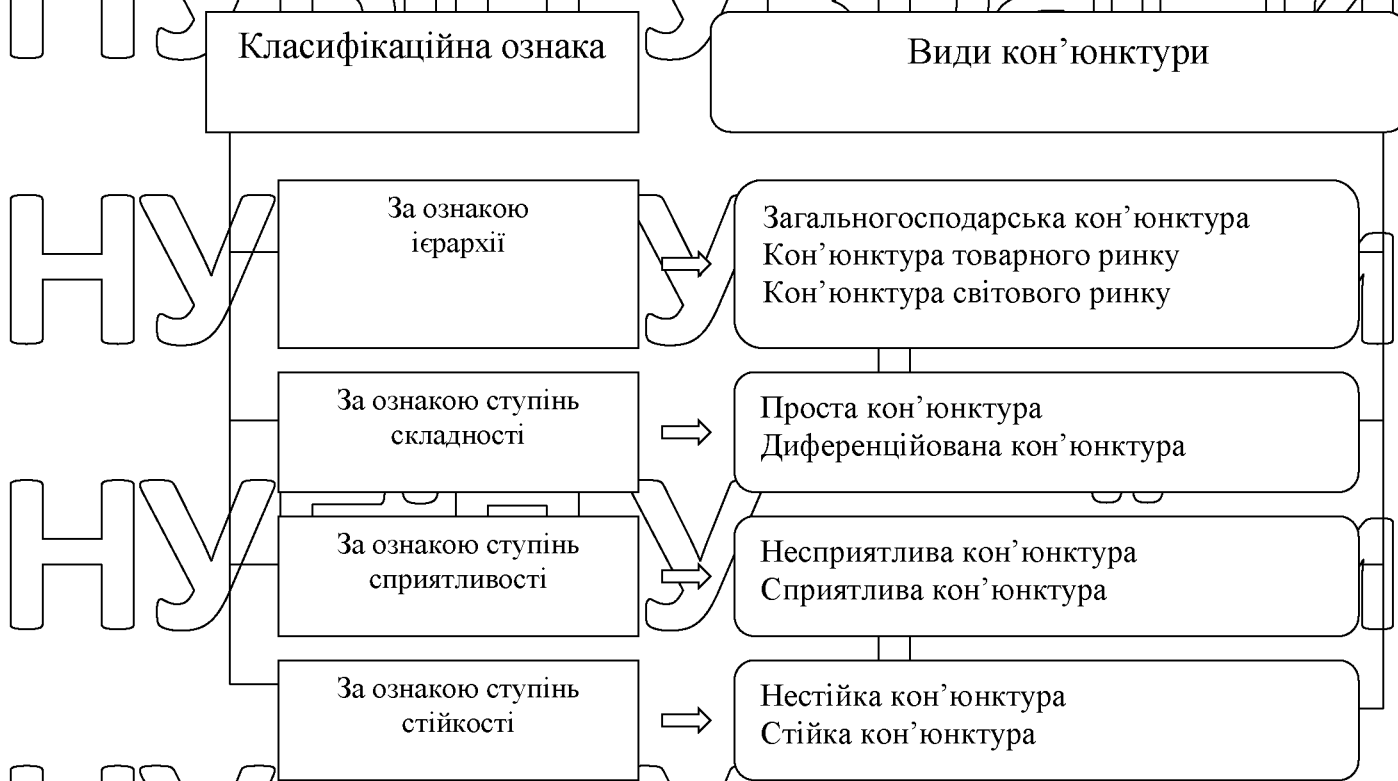 Класифікаційна ознака
Види кон’юнктури
За ознакою
ієрархії
Загальногосподарська кон’юнктура
Кон’юнктура товарного ринку
Кон’юнктура світового ринку
За ознакою ступінь
складності
Проста кон’юнктура
Диференційована кон’юнктура
За ознакою ступінь
сприятливості
Несприятлива кон’юнктура
Сприятлива кон’юнктура
За ознакою ступінь
стійкості
Нестійка кон’юнктура
Стійка кон’юнктура